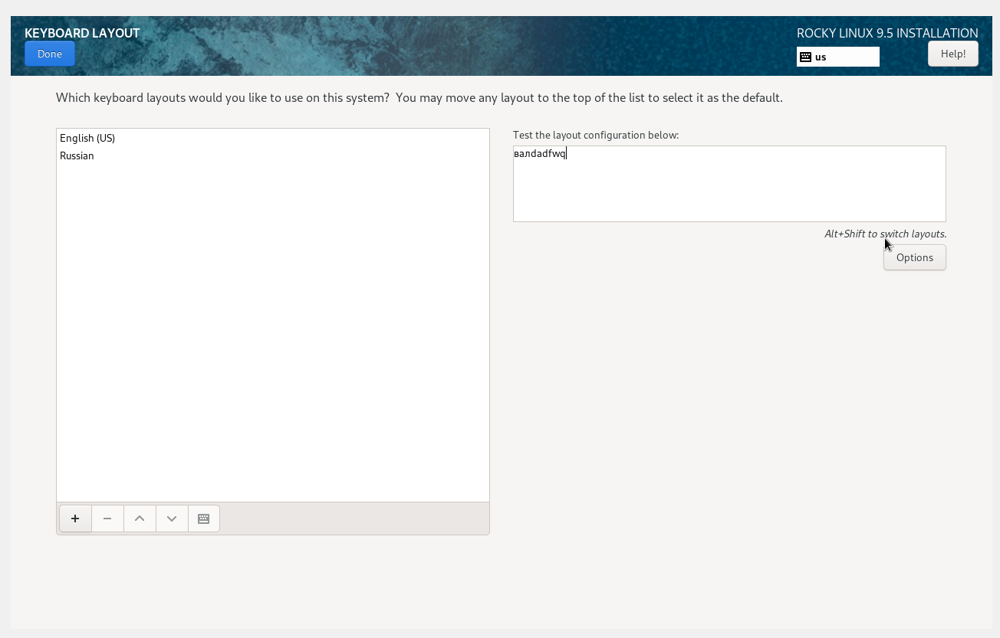 KEYBOARD LAYOUT
ROCKY LINUX 9.5 INSTALLATION
Done
us
Help!
Which keyboard layouts would you like to use on this system?  You may move any layout to the top of the list to select it as the default.
English (US)
Russian
Test the layout configuration below:
валdadfwq
Alt+Shift to switch layouts.
Options